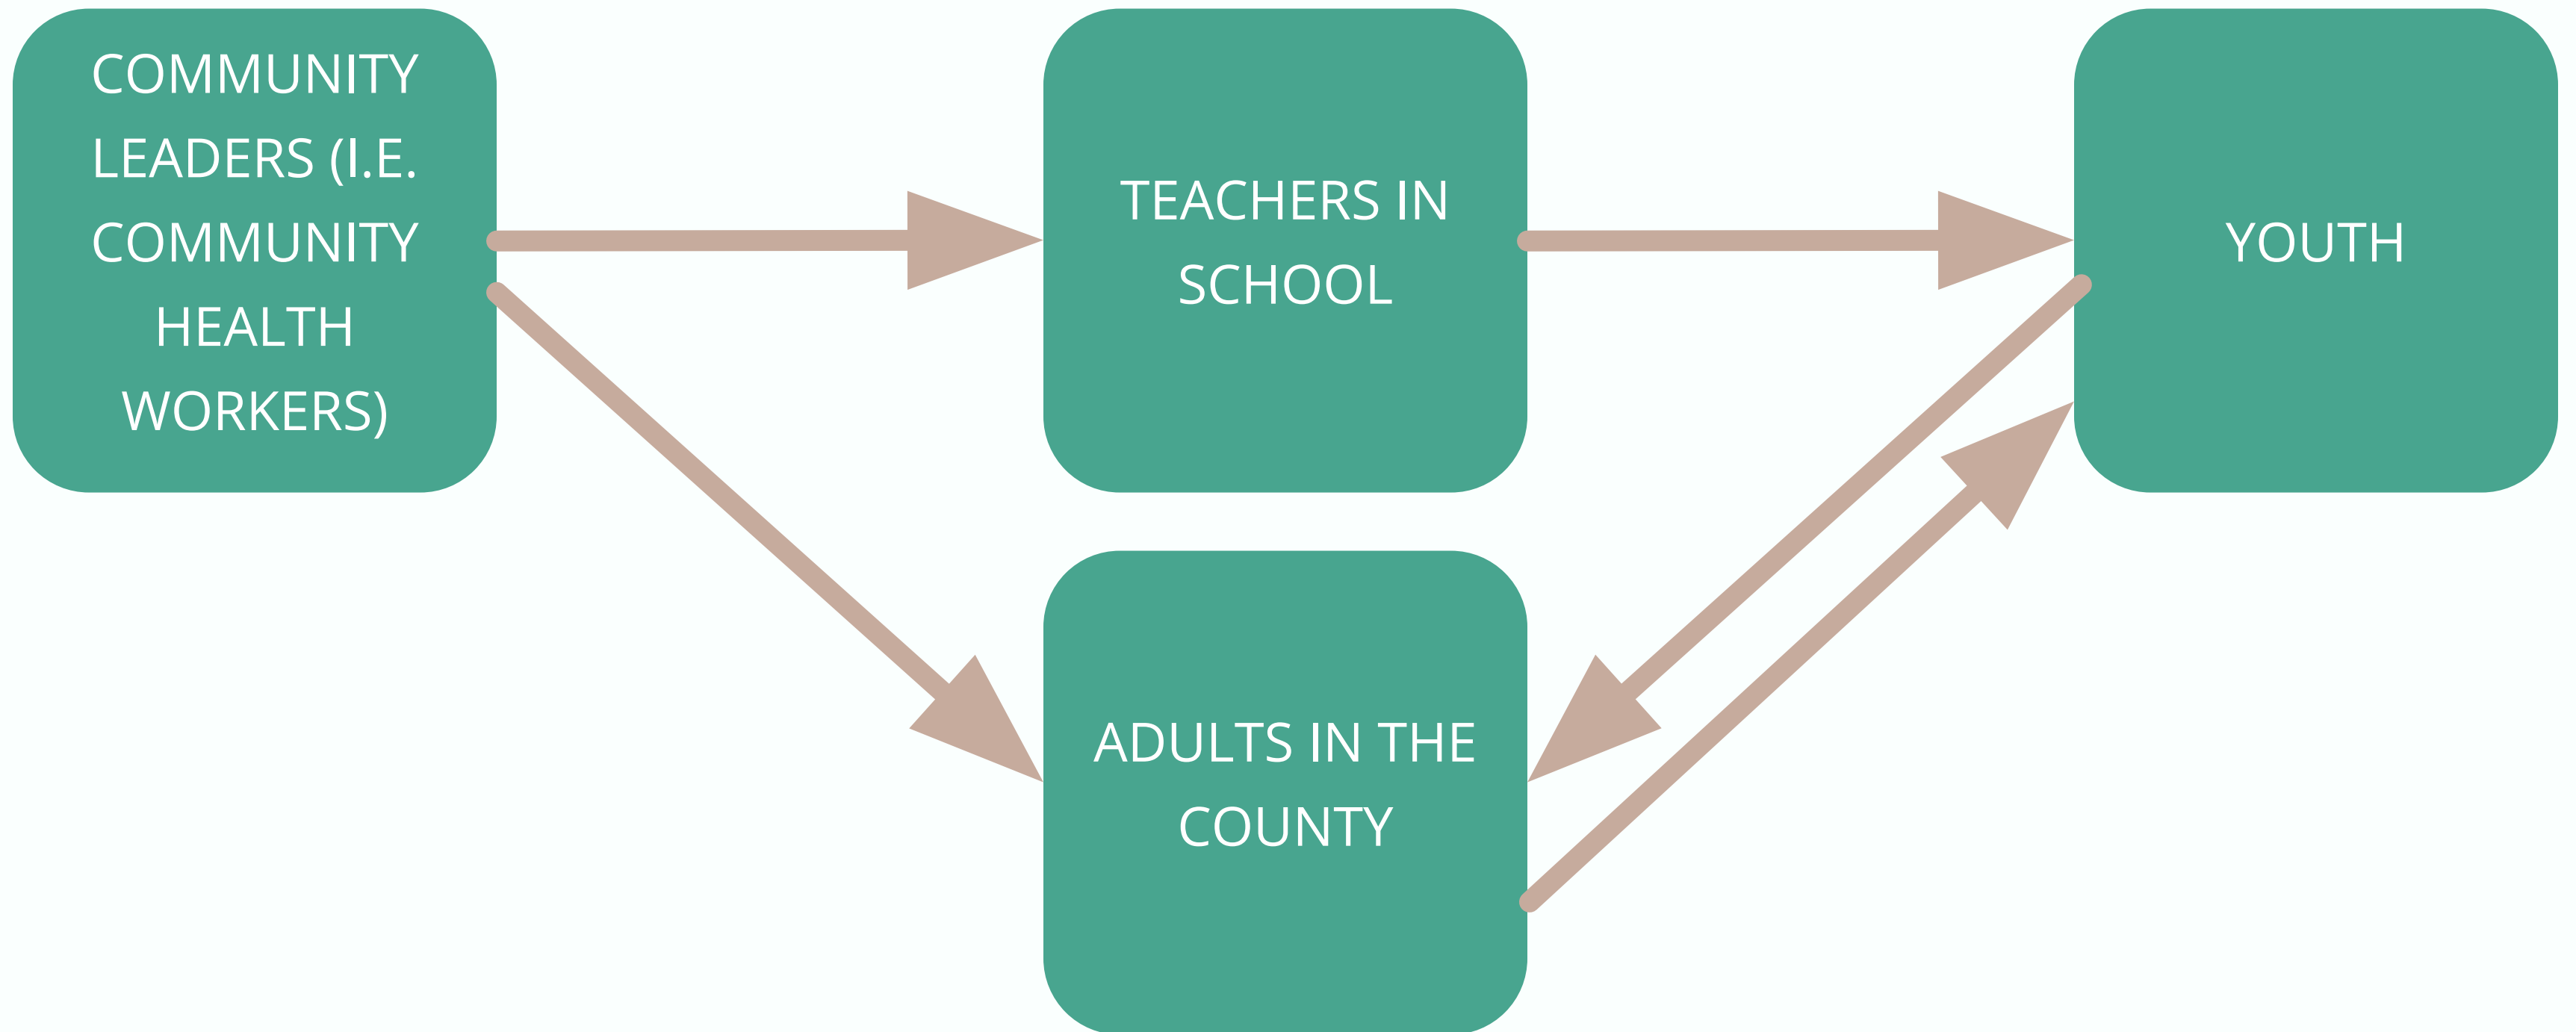 COMMUNITY
LEADERS (I.E.
COMMUNITY
HEALTH
WORKERS)
TEACHERS IN
SCHOOL
YOUTH
ADULTS IN THE
COUNTY